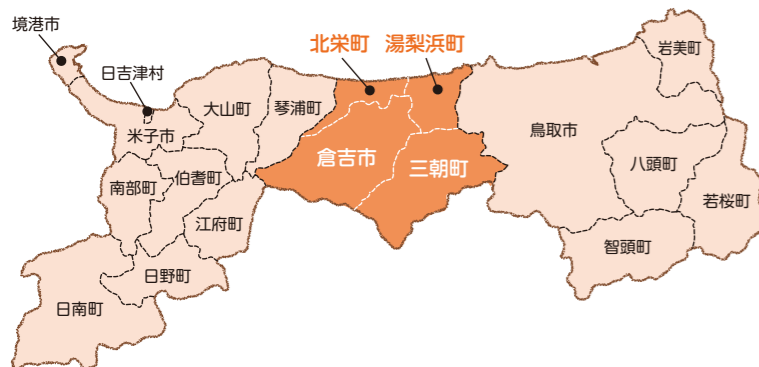 境港市
日吉津村
米子市
大山町
琴浦町
北栄町
湯梨浜町
岩美町
鳥取市
倉吉市
三朝町
八頭町
若桜町
南部町
伯耆町
江府町
智頭町
日野町
日南町